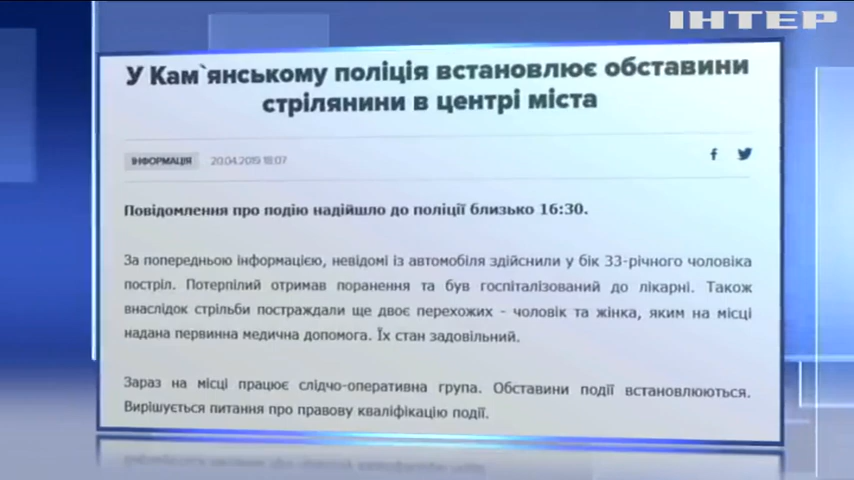 ІНТЕР
У Кам`янському поліція встановлює обставини
стрілянини в центрі міста
ІНФОРМАЦІЯ 20.04.2019 18:07
Повідомлення про подію надійшло до поліції близько 16:30.
За попередньою інформацією, невідомі із автомобіля здійснили у бік 33-річного чоловіка
постріл. Потерпілий отримав поранення та був госпіталізований до лікарні. Також
внаслідок стрільби постраждали ще двоє перехожих - чоловік та жінка, яким на місці
надана первинна медична допомога. Їх стан задовільний.
Зараз на місці працює слідчо-оперативна група. Обставини події встановлюються.
Вирішується питання про правову кваліфікацію події.